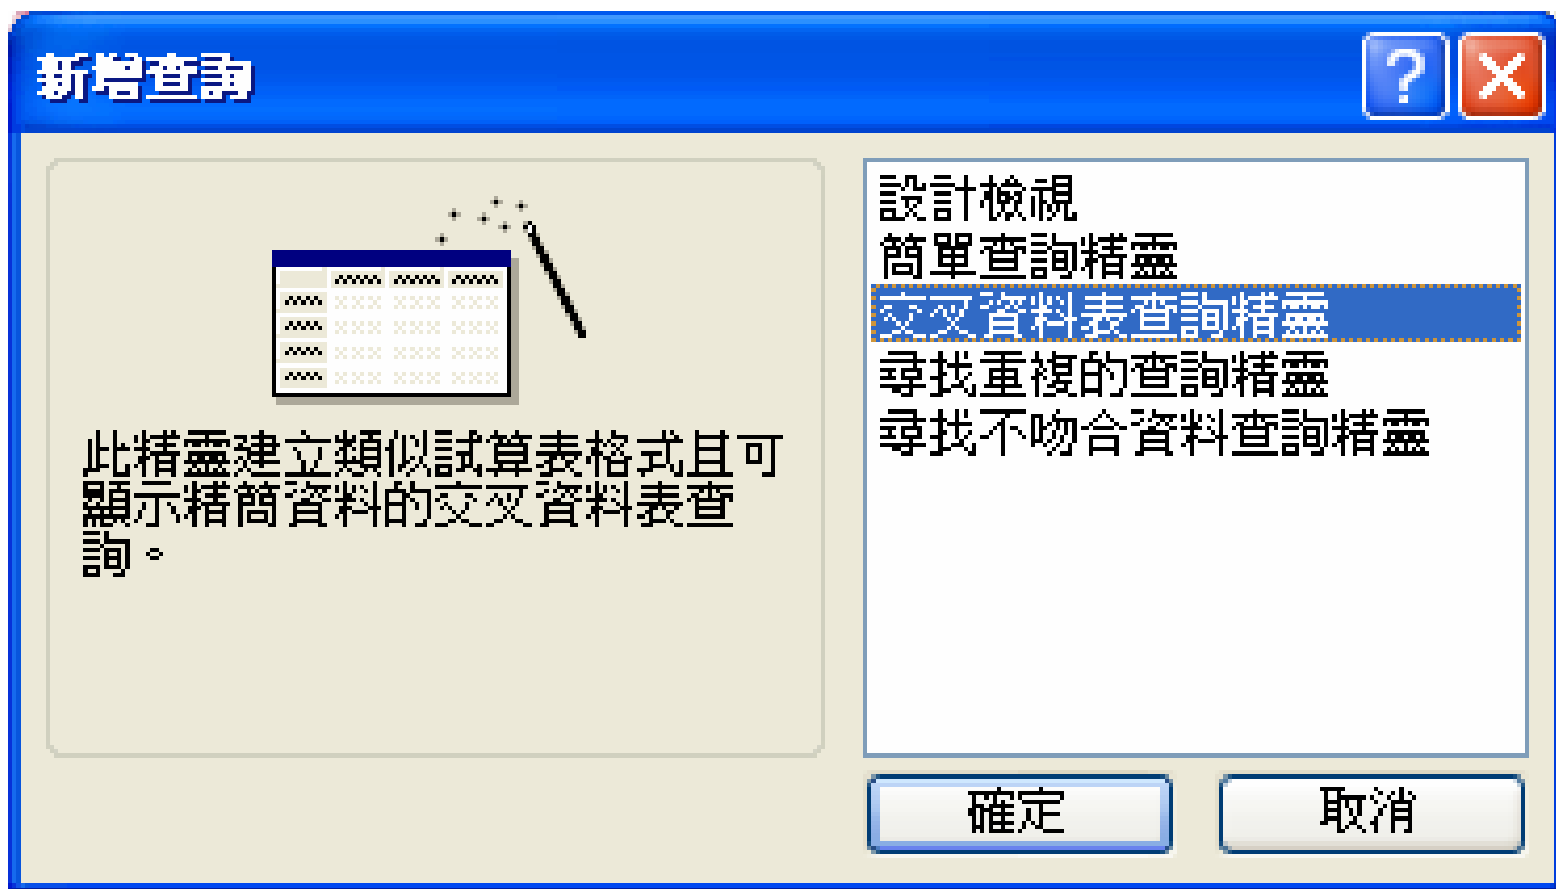 新增查詢
此精靈建立類似試算表格式且可
顯示精簡資料的交叉資料表查
詢。
設計檢視
簡單查詢精靈
交叉資料表查詢精靈
尋找重複的查詢精靈
尋找不吻合資料查詢精靈
確定
取消